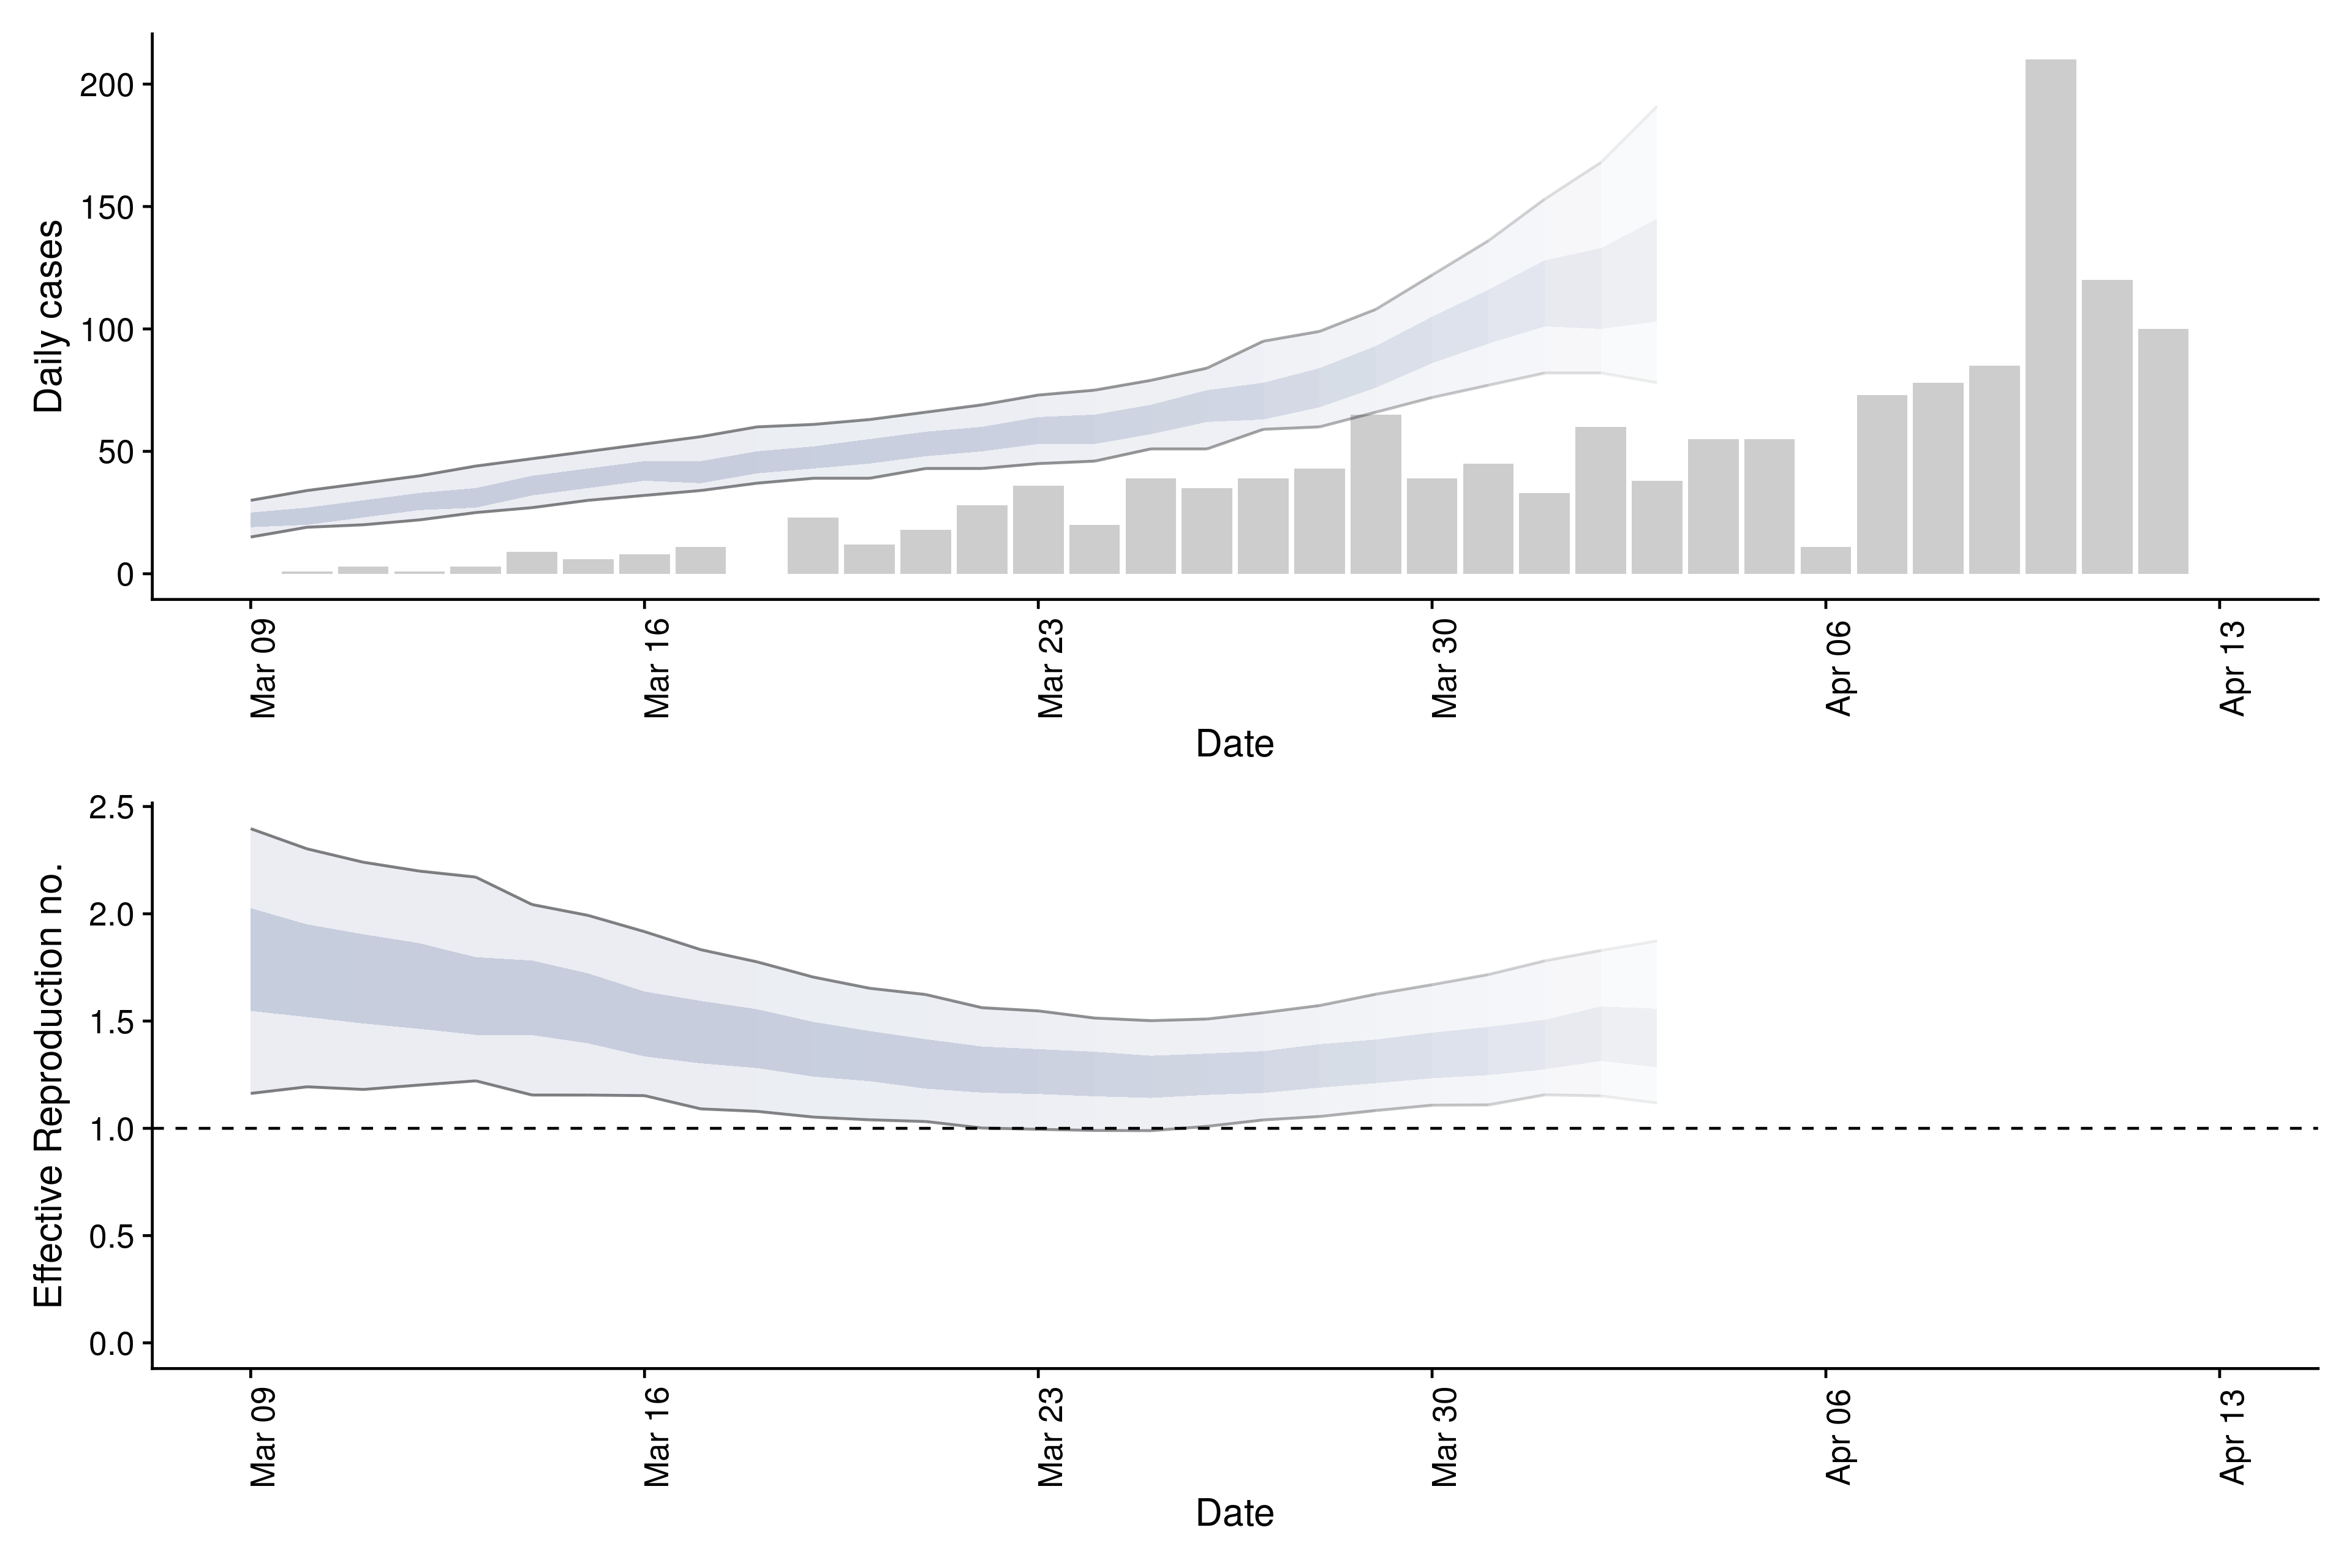 Daily cases
200
150
100
50
0
Mar 09
Mar 16
Mar 23
Mar 30
Apr 06
Apr 13
Date
Effective Reproduction no.
2.5
2.0
1.5
1.0
0.5
0.0
Mar 09
Mar 16
Mar 23
Mar 30
Apr 06
Apr 13
Date